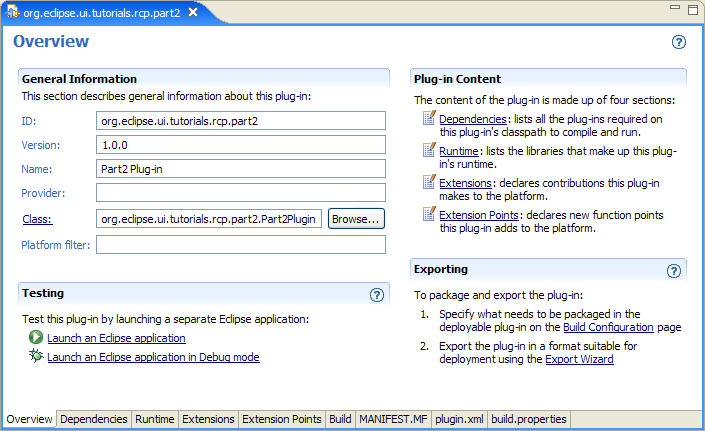 org.eclipse.ui.tutorials.rcp.part2
Overview
General Information
This section describes general information about this plug-in:
ID: org.eclipse.ui.tutorials.rcp.part2
Version: 1.0.0
Name: Part2 Plug-in
Provider:
Class: org.eclipse.ui.tutorials.rcp.part2.Part2Plugin Browse...
Platform filter:
Testing
Test this plug-in by launching a separate Eclipse application:
Launch an Eclipse application
Launch an Eclipse application in Debug mode
Plug-in Content
The content of the plug-in is made up of four sections:
Dependencies: lists all the plug-ins required on
this plug-in's classpath to compile and run.
Runtime: lists the libraries that make up this plug-
in's runtime.
Extensions: declares contributions this plug-in
makes to the platform.
Extension Points: declares new function points
this plug-in adds to the platform.
Exporting
To package and export the plug-in:
1. Specify what needs to be packaged in the
deployable plug-in on the Build Configuration page
2. Export the plug-in in a format suitable for
deployment using the Export Wizard
Overview Dependencies Runtime Extensions Extension Points Build MANIFEST.MF plugin.xml build.properties